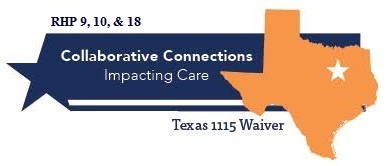 RHP 9, 10, & 18
Collaborative Connections
Impacting Care
Texas 1115 Waiver